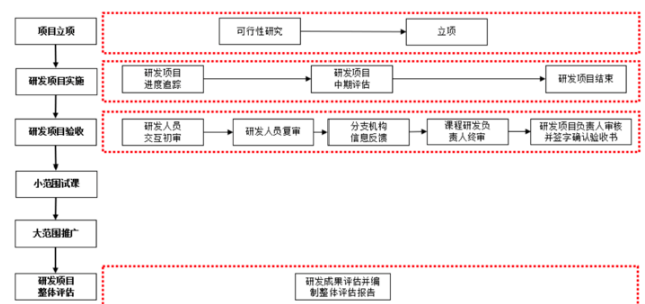 项目立项
可行性研究
立项
研发项目实施
研发项目
进度追踪
研发项目
中期评估
研发项目结束
研发项目验收
研发人员
交互初审
研发人员复审
分支机构
信息反馈
课程研发负
责人终审
研发项目负责人审核
并签字确认验收书
小范围试课
大范围推广
研发项目
整体评估
研发成果评估并编
制整体评估报告